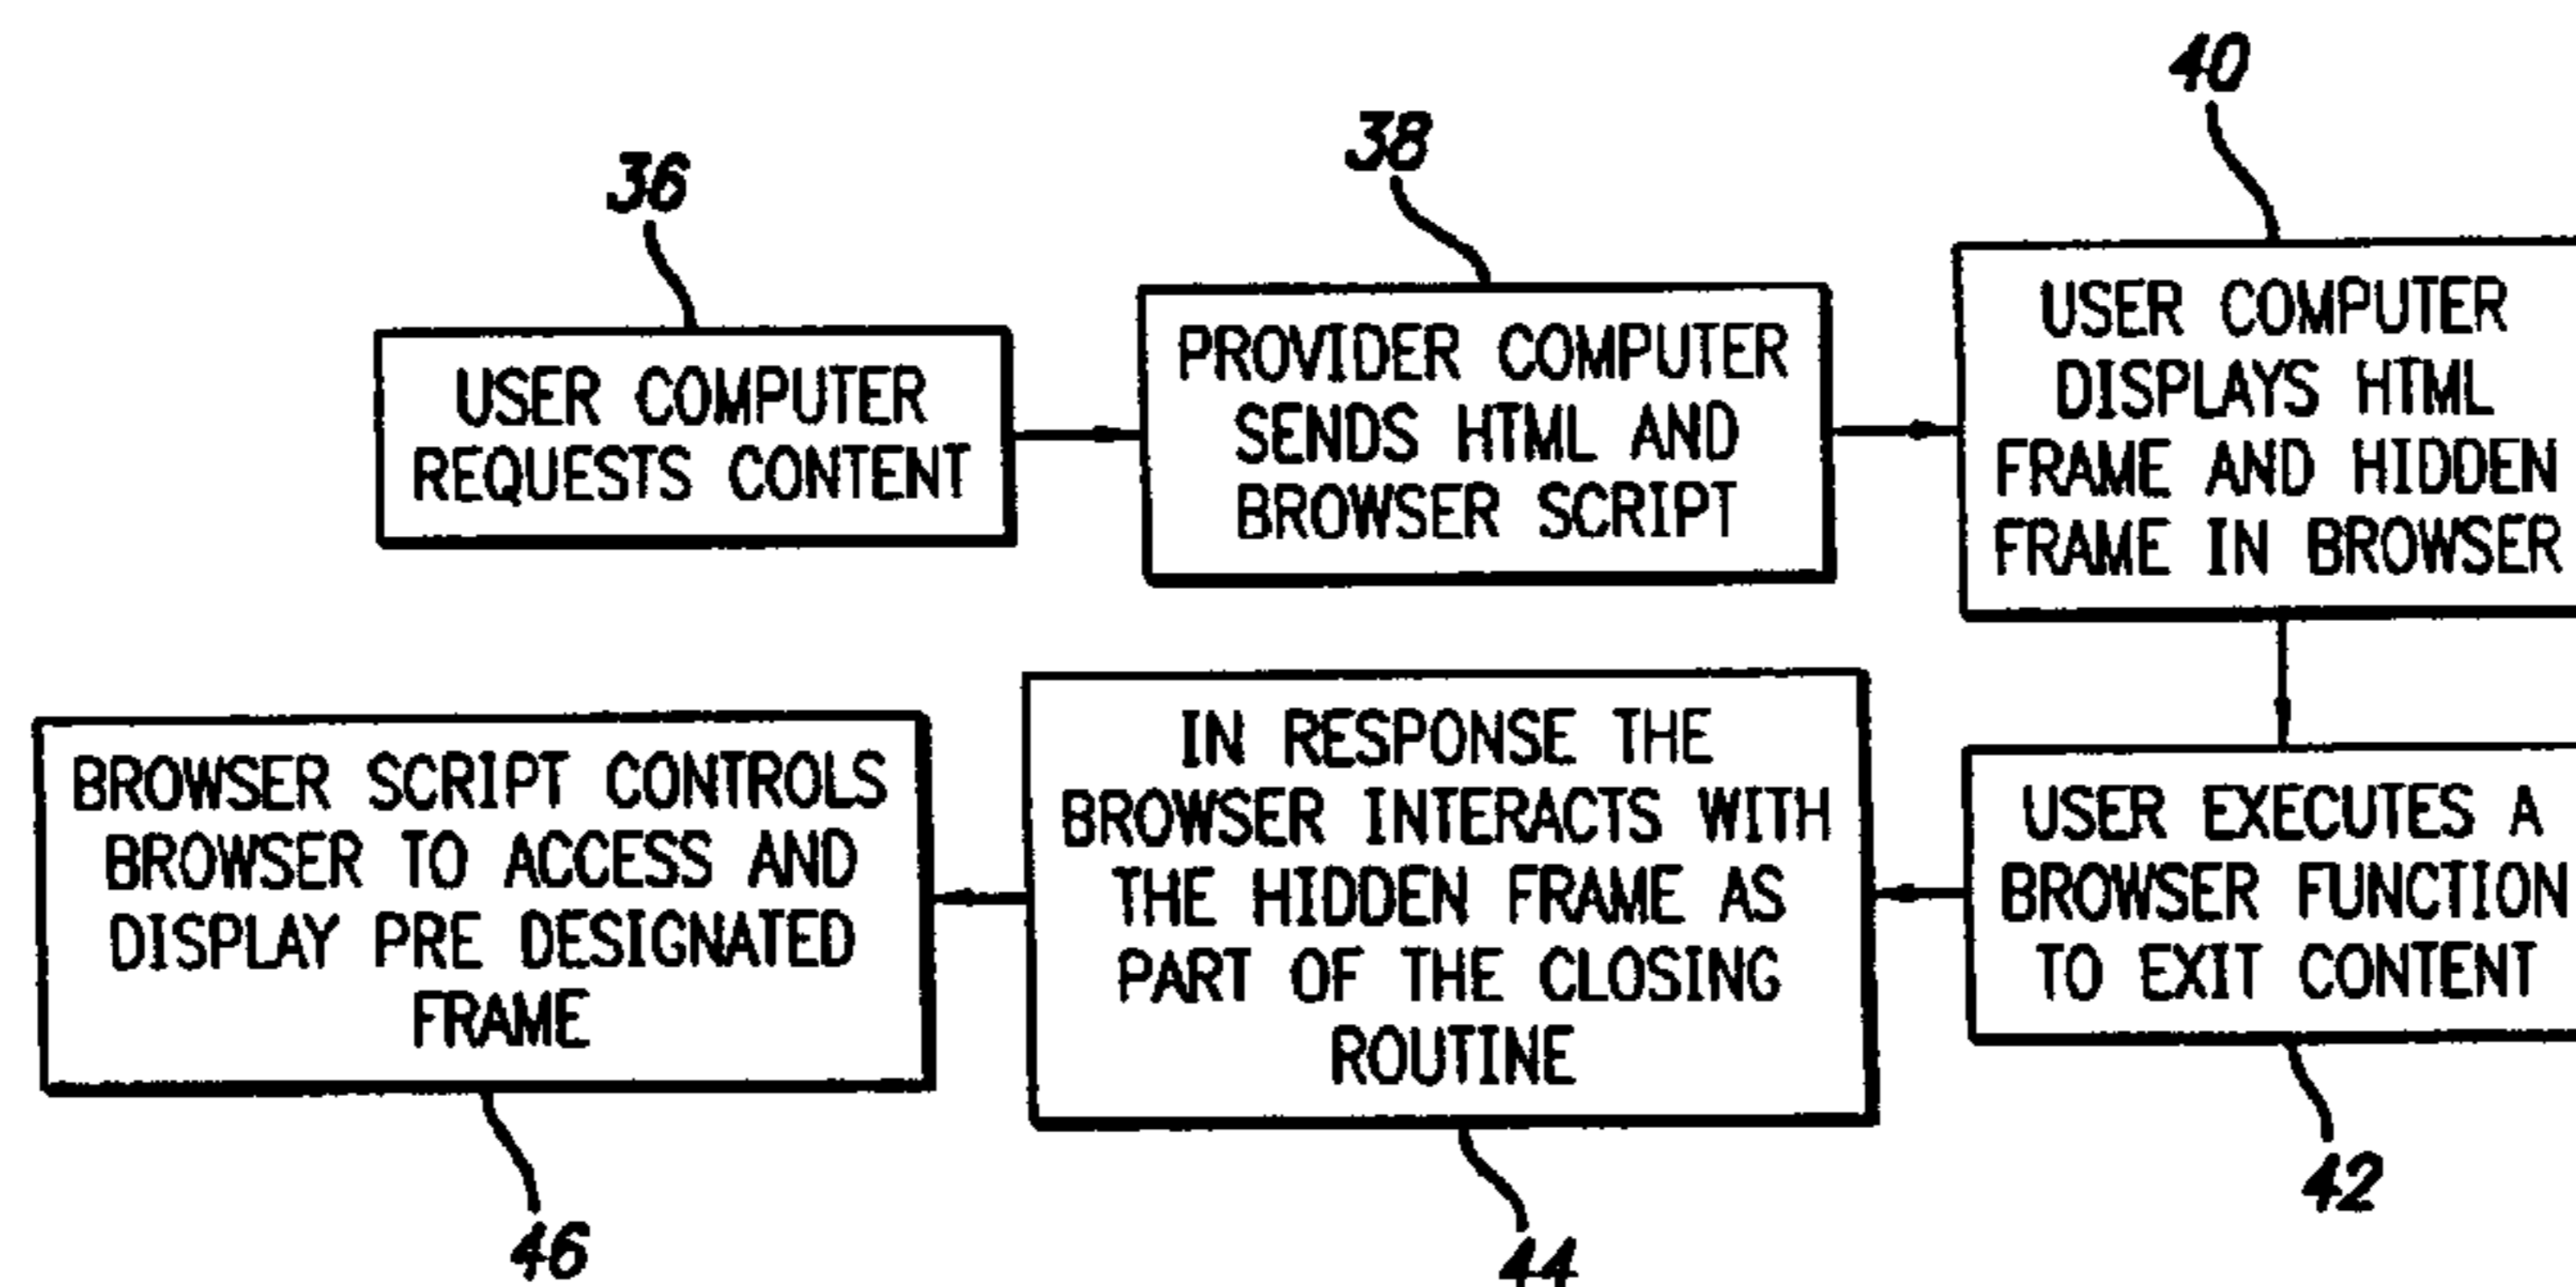 36
USER COMPUTER
REQUESTS CONTENT
38
PROVIDER COMPUTER
SENDS HTML AND
BROWSER SCRIPT
40
USER COMPUTER
DISPLAYS HTML
FRAME AND HIDDEN
FRAME IN BROWSER
USER EXECUTES A
BROWSER FUNCTION
TO EXIT CONTENT
42
IN RESPONSE THE
BROWSER INTERACTS WITH
THE HIDDEN FRAME AS
PART OF THE CLOSING
ROUTINE
44
BROWSER SCRIPT CONTROLS
BROWSER TO ACCESS AND
DISPLAY PRE DESIGNATED
FRAME
46